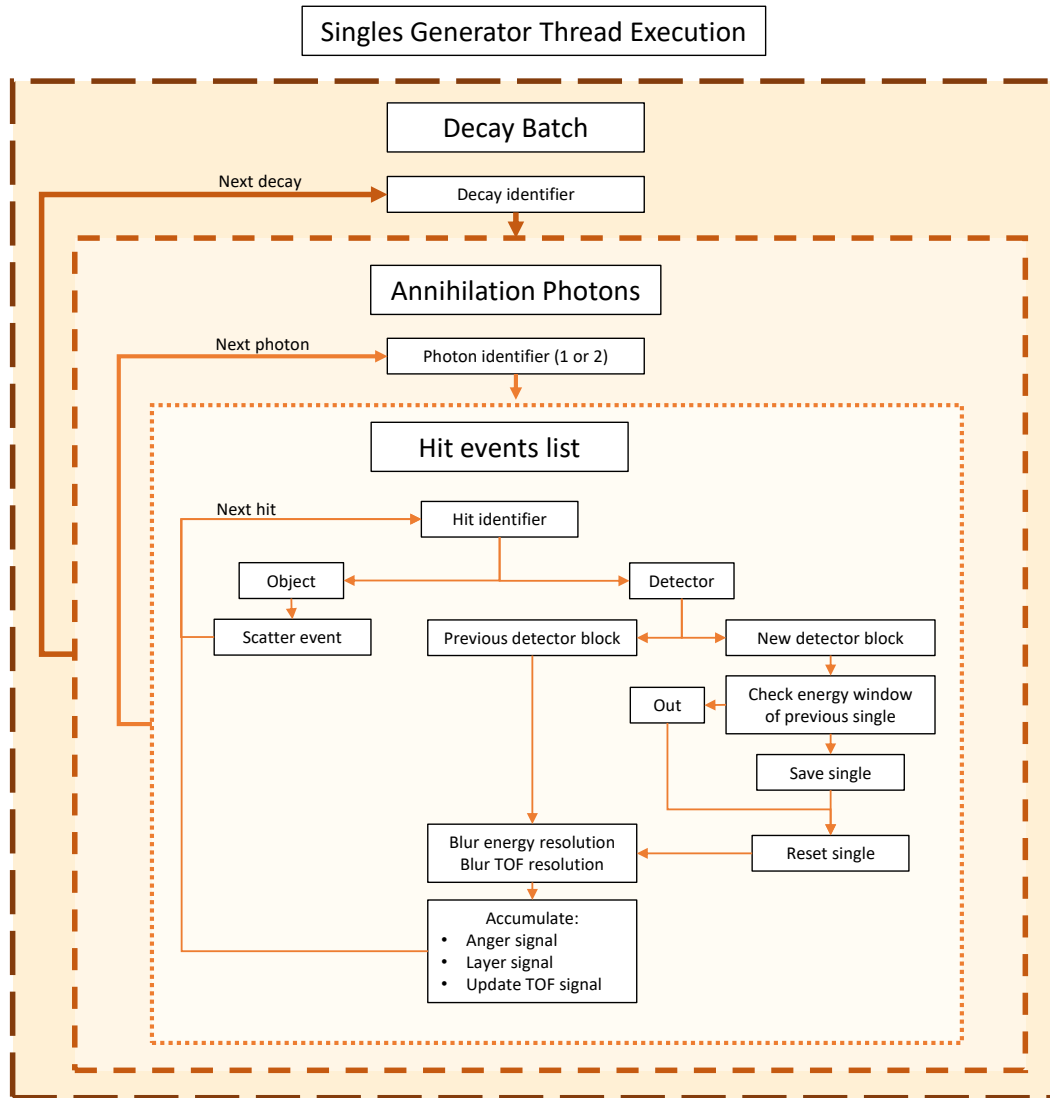 Singles Generator Thread Execution
Decay Batch
Next decay
Decay identifier
Annihilation Photons
Next photon
Photon identifier (1 or 2)
Hit events list
Next hit
Hit identifier
Object
Detector
Scatter event
Previous detector block
New detector block
Out
Check energy window
of previous single
Save single
Blur energy resolution
Blur TOF resolution
Reset single
Accumulate:
• Anger signal
• Layer signal
• Update TOF signal